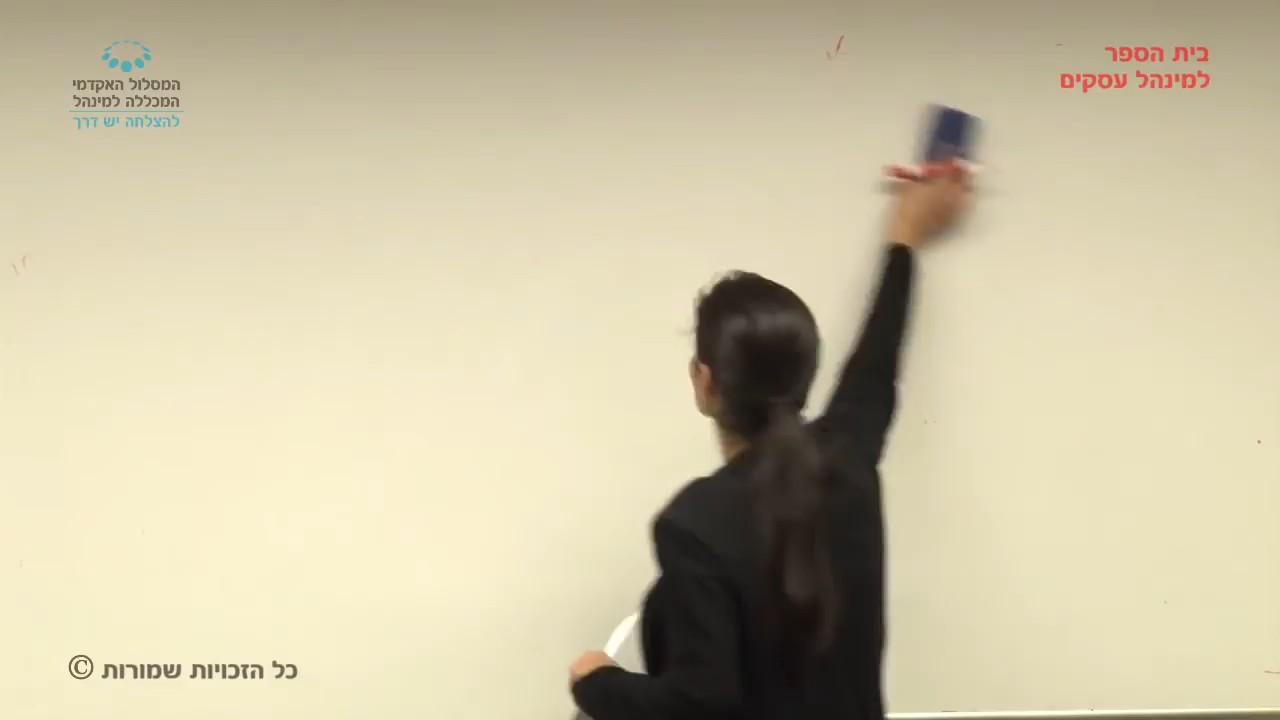 בית הספר
למינהל עסקים
המסלול האקדמי
המכללה למינהל
להצלחה יש דרך
כל הזכויות שמורות ©